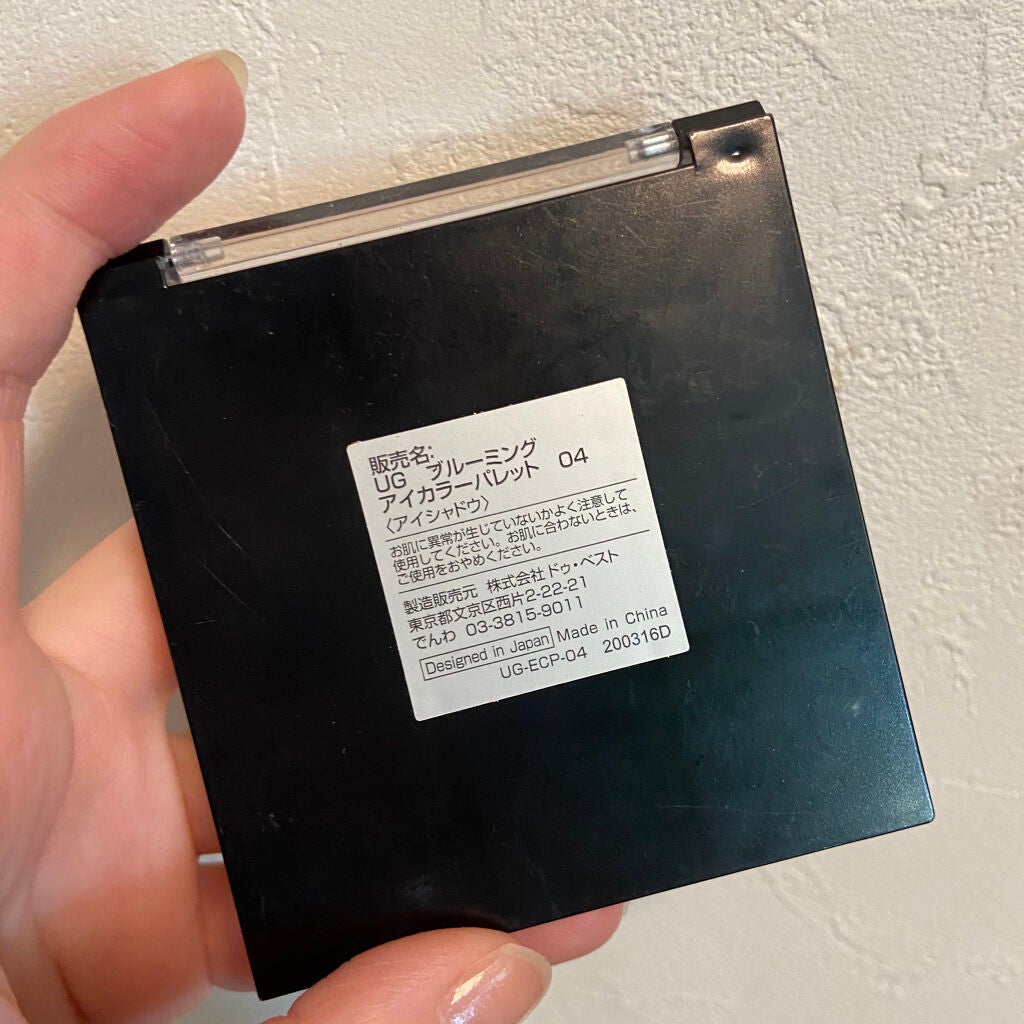 販売名:
UG ブルーミング
アイカラーパレット 04
〈アイシャドウ〉
お肌に異常が生じていないかよく注意して
使用してください。お肌に合わないときは、
ご使用をおやめください。
製造販売元 株式会社ドゥ・ベスト
東京都文京区西片2-22-21
でんわ 03-3815-9011
Designed in Japan Made in China
UG-ECP-04 200316D